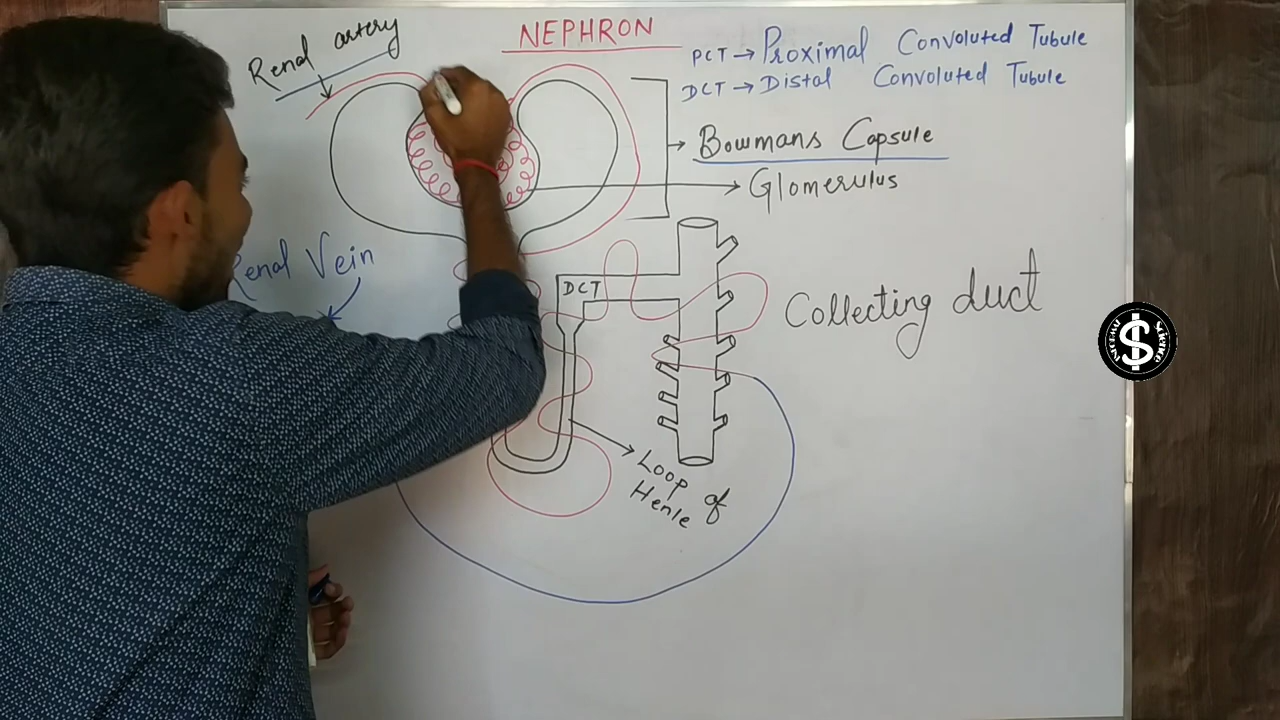 NEPHRON
Renal artery
PCT → Proximal Convoluted Tubule
DCT → Distal Convoluted Tubule
Bowmans Capsule
Glomerulus
Renal Vein
DCT
Collecting duct
Loop of
Henle
$
Science